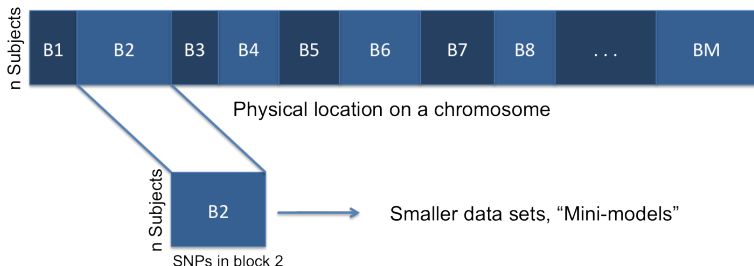 n Subjects
B1 B2 B3 B4 B5 B6 B7 B8 ... BM
Physical location on a chromosome
n Subjects
B2
Smaller data sets, “Mini-models”
SNPs in block 2